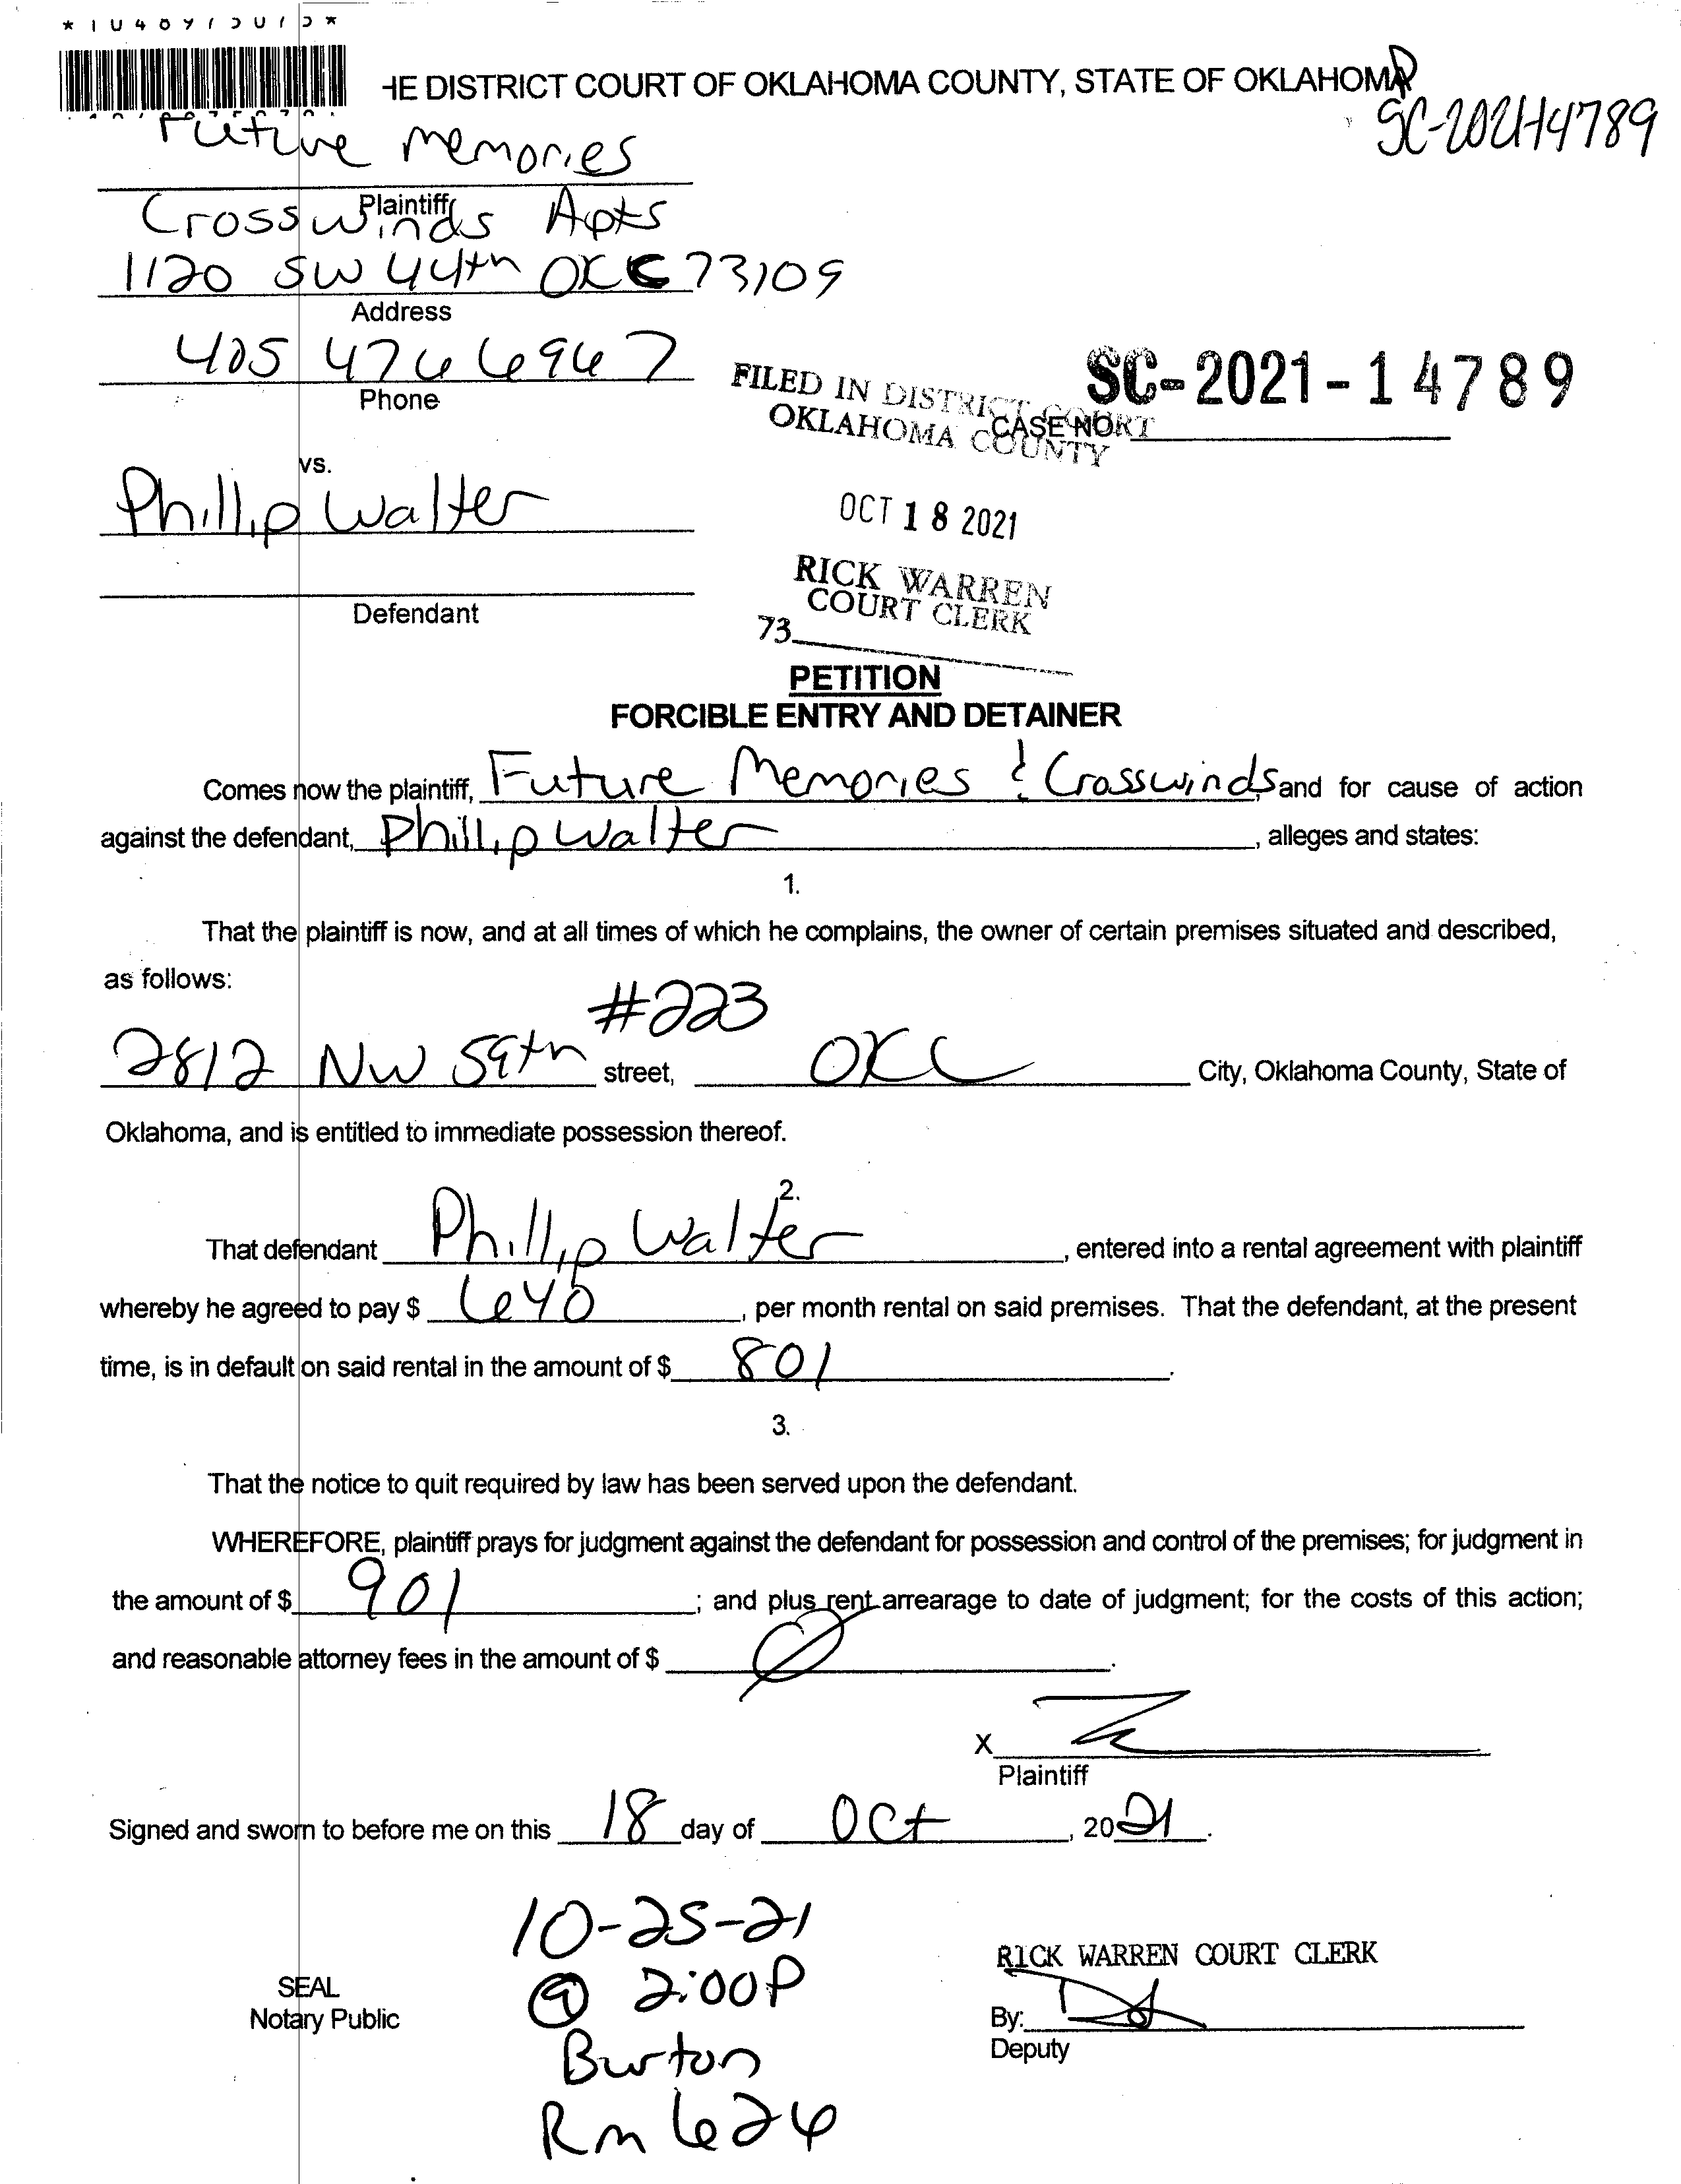 HE DISTRICT COURT OF OKLAHOMA COUNTY, STATE OF OKLAHOMA
SC-2021-14789
Future Memories
Plaintiff
Crosswinds Apts
1120 SW 44th OKC 73109
Address
405 476 6967
Phone
FILED IN DISTRICT COURT
OKLAHOMA COUNTY
SC-2021-14789
CASE NO.
vs.
Phillip Walter
OCT 18 2021
RICK WARREN
COURT CLERK
Defendant
73
PETITION
FORCIBLE ENTRY AND DETAINER
Comes now the plaintiff, Future Memories & Crosswinds, and for cause of action
against the defendant, Phillip Walter, alleges and states:
1.
That the plaintiff is now, and at all times of which he complains, the owner of certain premises situated and described,
as follows:
#223
2812 NW 59th street, OKC City, Oklahoma County, State of
Oklahoma, and is entitled to immediate possession thereof.
2.
That defendant Phillip Walter, entered into a rental agreement with plaintiff
whereby he agreed to pay $ 640, per month rental on said premises. That the defendant, at the present
time, is in default on said rental in the amount of $ 801.
3.
That the notice to quit required by law has been served upon the defendant.
WHEREFORE, plaintiff prays for judgment against the defendant for possession and control of the premises; for judgment in
the amount of $ 901; and plus rent arrearage to date of judgment; for the costs of this action;
and reasonable attorney fees in the amount of $ Ø.
X
Plaintiff
Signed and sworn to before me on this 18 day of Oct, 2021.
10-25-21
@ 2:00P
Burton
Rm 626
SEAL
Notary Public
RICK WARREN COURT CLERK
By:
Deputy